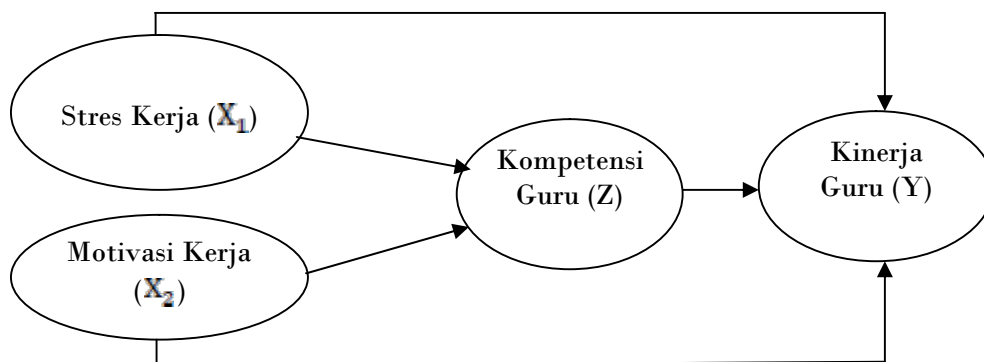 Stres Kerja (X₁)
Kompetensi
Guru (Z)
Kinerja
Guru (Y)
Motivasi Kerja
(X₂)